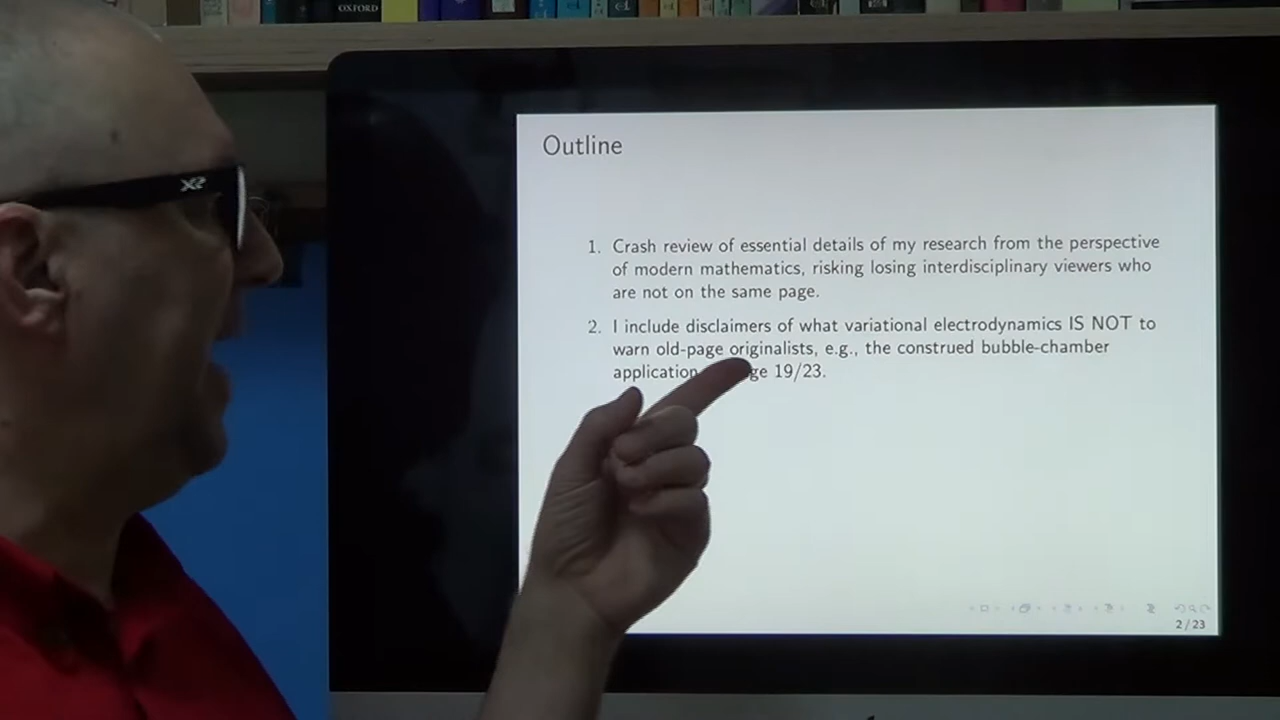 OXFORD
X?
Outline
1. Crash review of essential details of my research from the perspective
of modern mathematics, risking losing interdisciplinary viewers who
are not on the same page.
2. I include disclaimers of what variational electrodynamics IS NOT to
warn old-page originalists, e.g., the construed bubble-chamber
application 19/23.
2/23